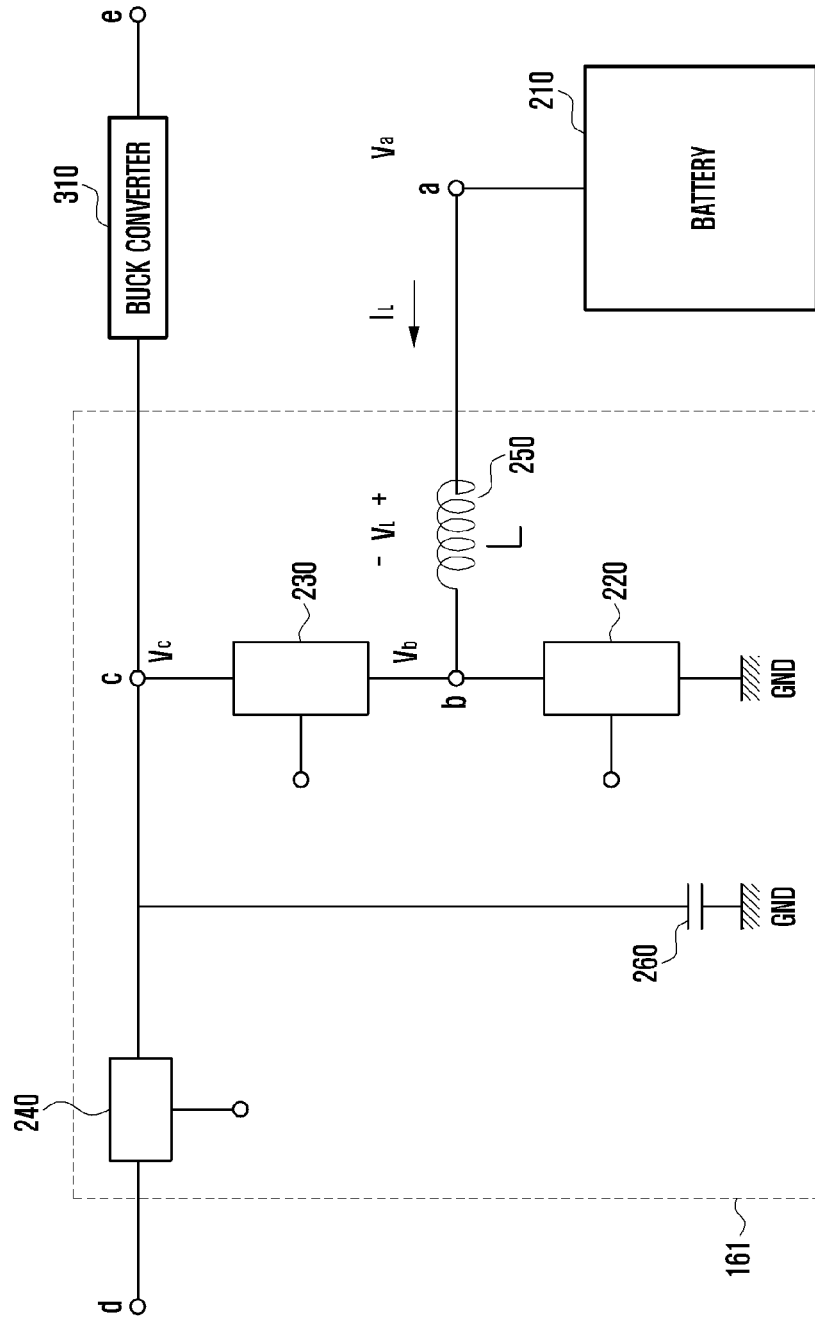 240
310
d
c
BUCK CONVERTER
e
Vc
230
- VL +
IL
Va
Vb
a
b
L
250
210
220
260
BATTERY
161
GND
GND